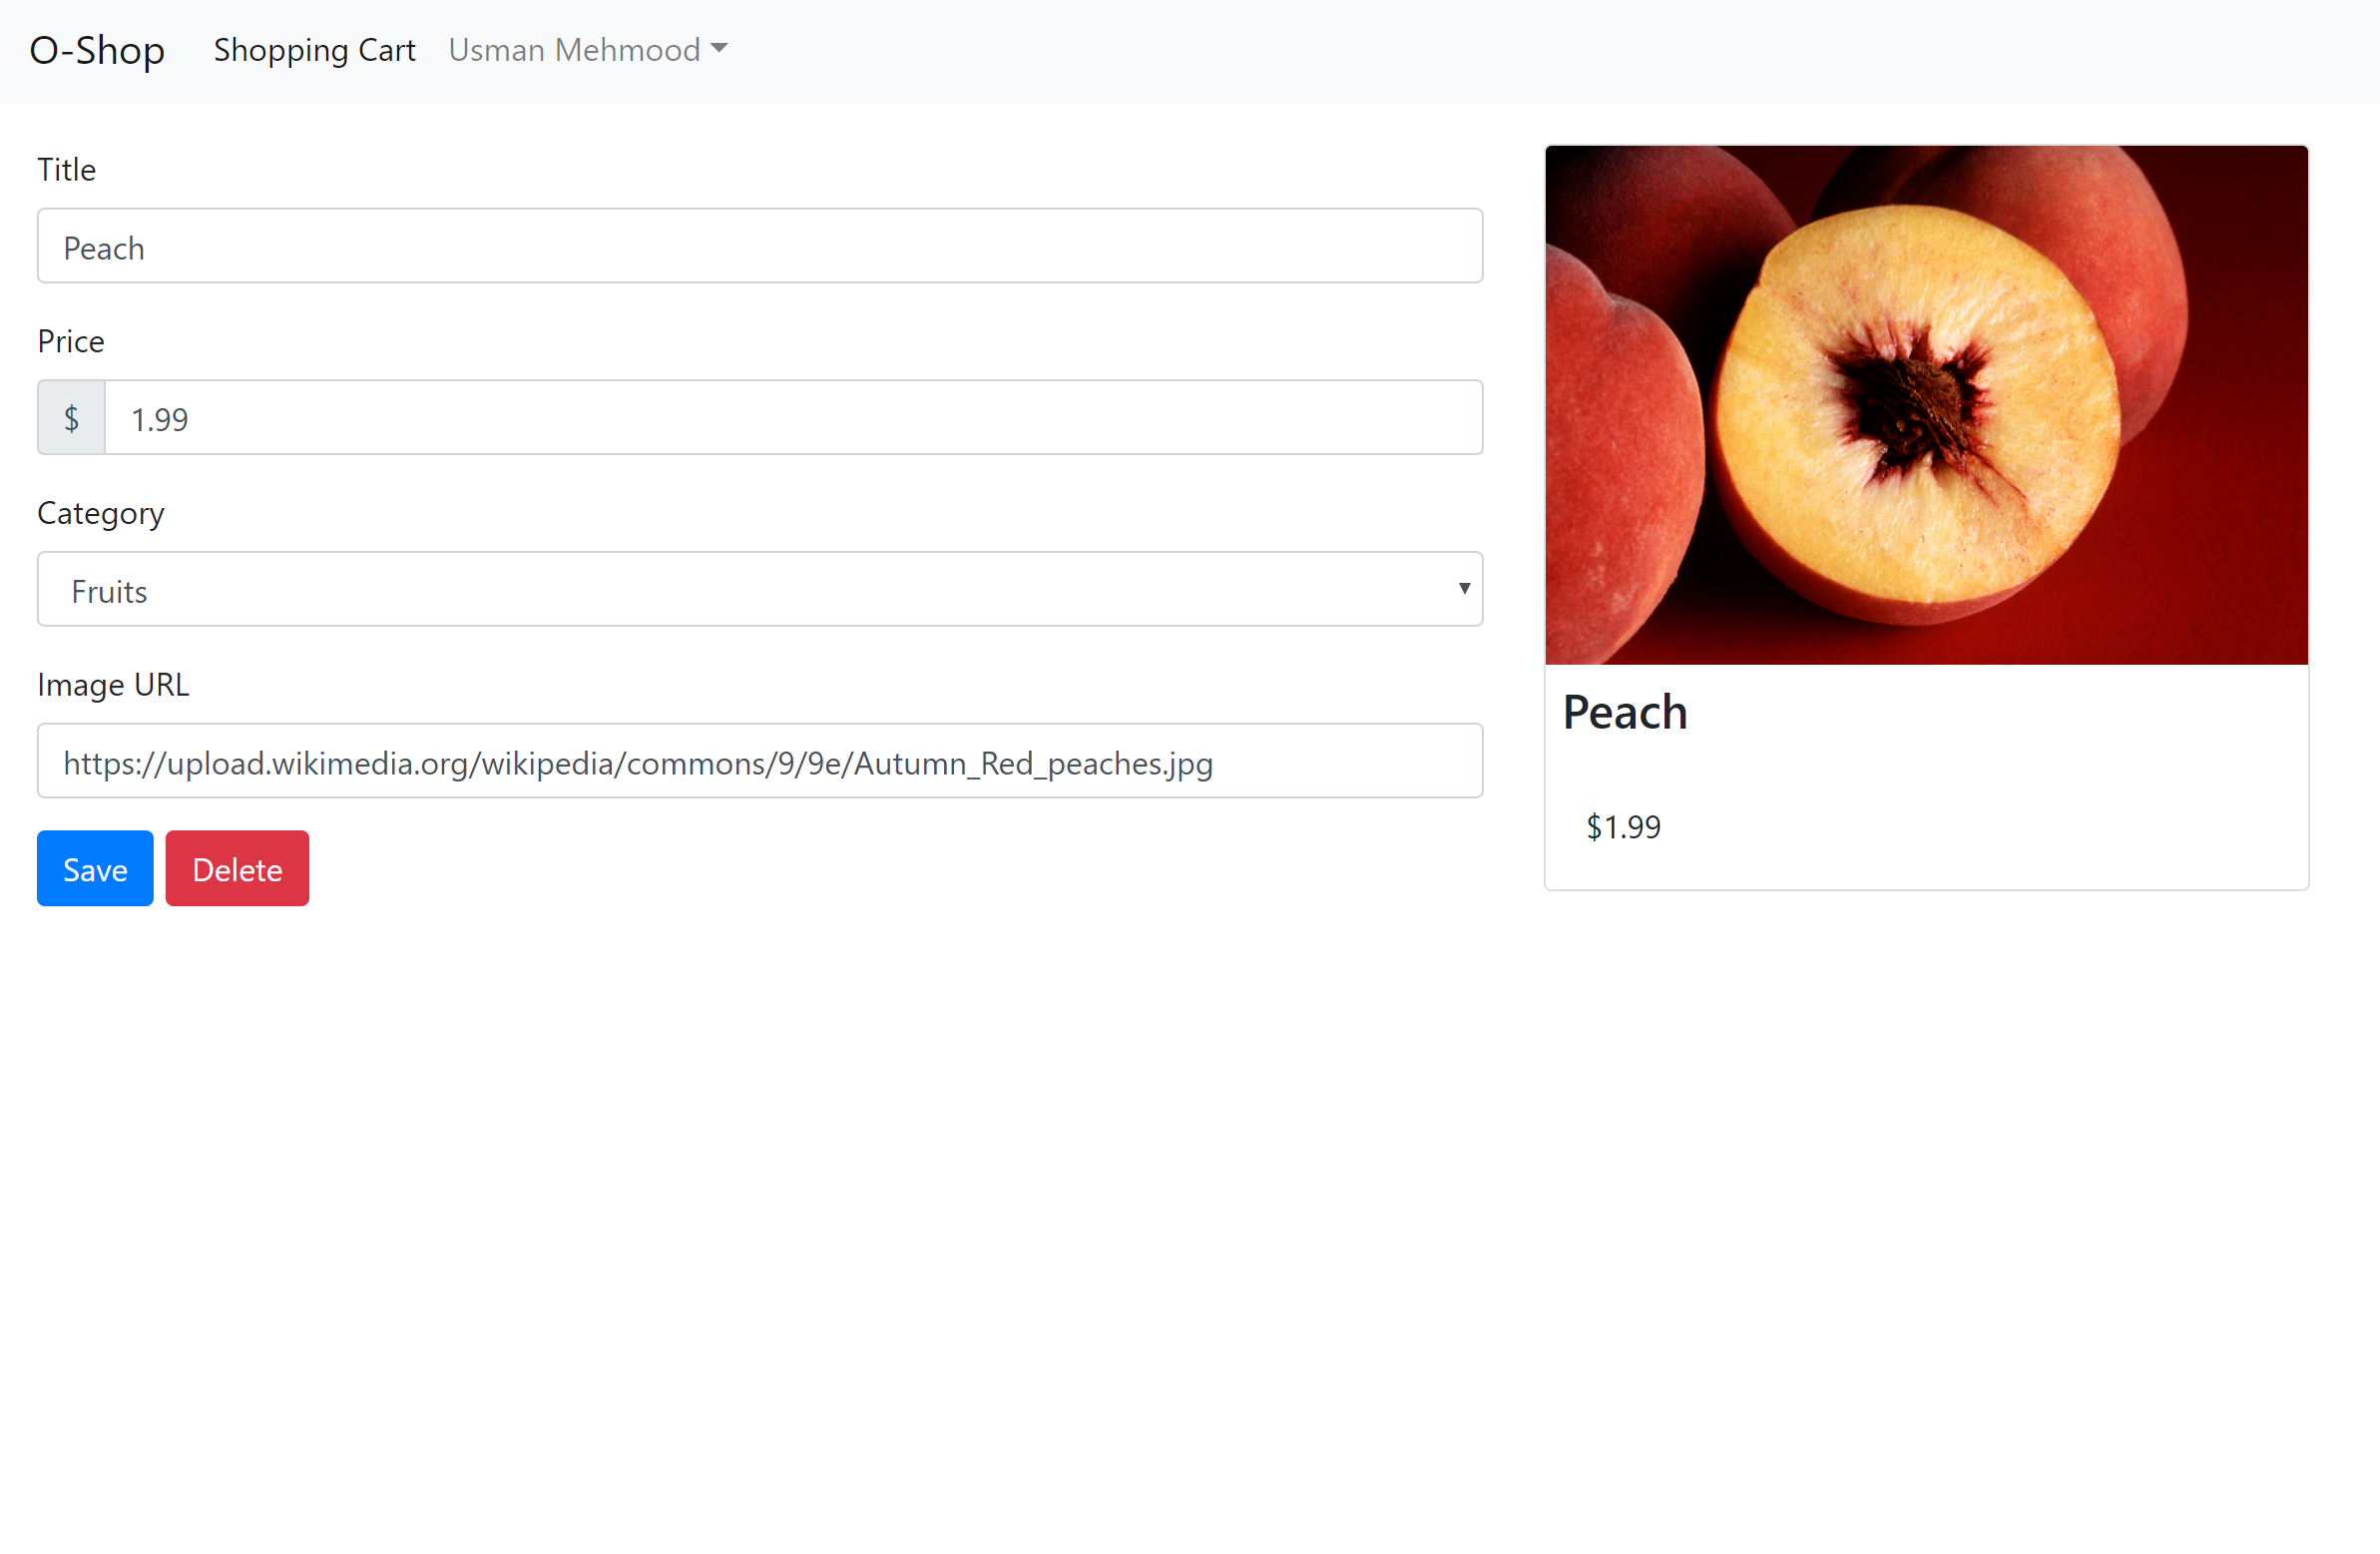 O-Shop Shopping Cart Usman Mehmood
Title
Peach
Price
$ 1.99
Category
Fruits
Image URL
https://upload.wikimedia.org/wikipedia/commons/9/9e/Autumn_Red_peaches.jpg
Save Delete
Peach
$1.99